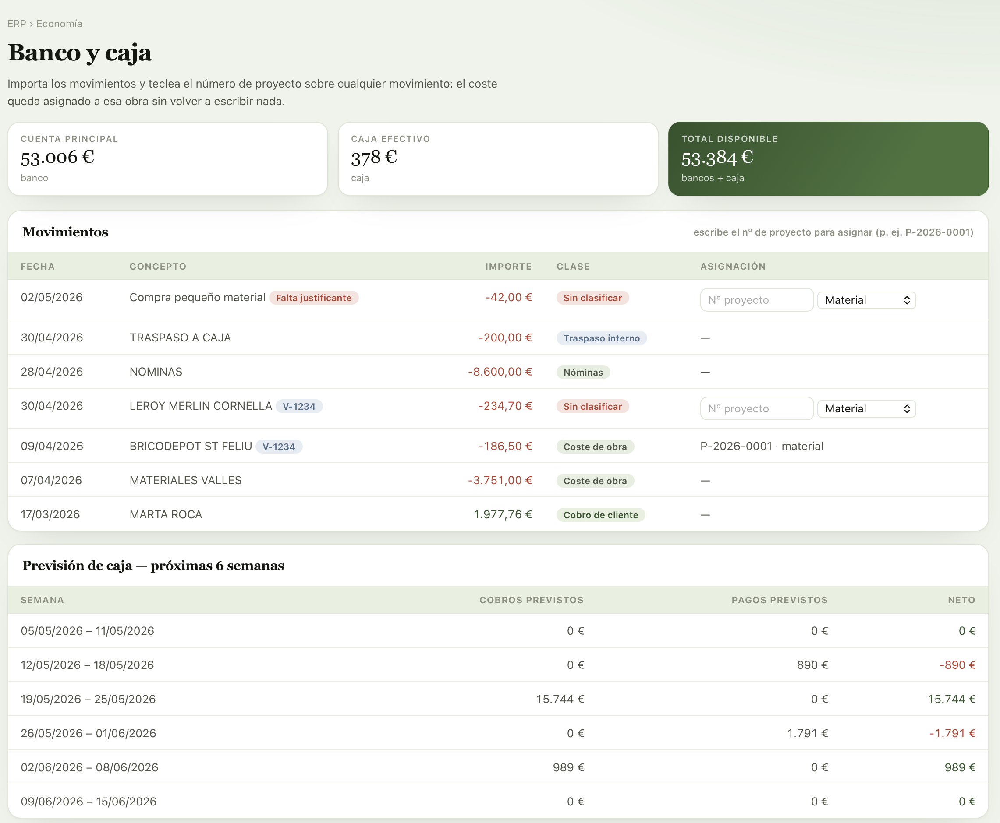 ERP › Economía
Banco y caja
Importa los movimientos y teclea el número de proyecto sobre cualquier movimiento: el coste
queda asignado a esa obra sin volver a escribir nada.
CUENTA PRINCIPAL
53.006 €
banco
CAJA EFECTIVO
378 €
caja
TOTAL DISPONIBLE
53.384 €
bancos + caja
Movimientos
escribe el nº de proyecto para asignar (p. ej. P-2026-0001)
FECHA CONCEPTO IMPORTE CLASE ASIGNACIÓN
02/05/2026 Compra pequeño material Falta justificante -42,00 € Sin clasificar Nº proyecto Material
30/04/2026 TRASPASO A CAJA -200,00 € Traspaso interno —
28/04/2026 NOMINAS -8.600,00 € Nóminas —
30/04/2026 LEROY MERLIN CORNELLA V-1234 -234,70 € Sin clasificar Nº proyecto Material
09/04/2026 BRICODEPOT ST FELIU V-1234 -186,50 € Coste de obra P-2026-0001 · material
07/04/2026 MATERIALES VALLES -3.751,00 € Coste de obra —
17/03/2026 MARTA ROCA 1.977,76 € Cobro de cliente —
Previsión de caja — próximas 6 semanas
SEMANA COBROS PREVISTOS PAGOS PREVISTOS NETO
05/05/2026 – 11/05/2026 0 € 0 € 0 €
12/05/2026 – 18/05/2026 0 € 890 € -890 €
19/05/2026 – 25/05/2026 15.744 € 0 € 15.744 €
26/05/2026 – 01/06/2026 0 € 1.791 € -1.791 €
02/06/2026 – 08/06/2026 989 € 0 € 989 €
09/06/2026 – 15/06/2026 0 € 0 € 0 €